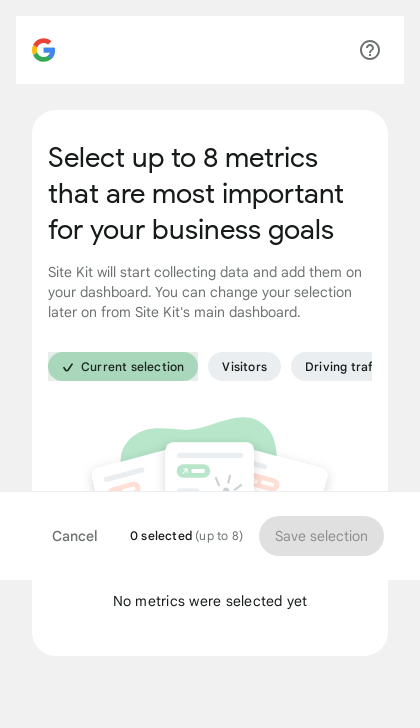 Select up to 8 metrics
that are most important
for your business goals
Site Kit will start collecting data and add them on
your dashboard. You can change your selection
later on from Site Kit's main dashboard.
Current selection
Visitors
Driving traf
Cancel
0 selected (up to 8)
Save selection
No metrics were selected yet